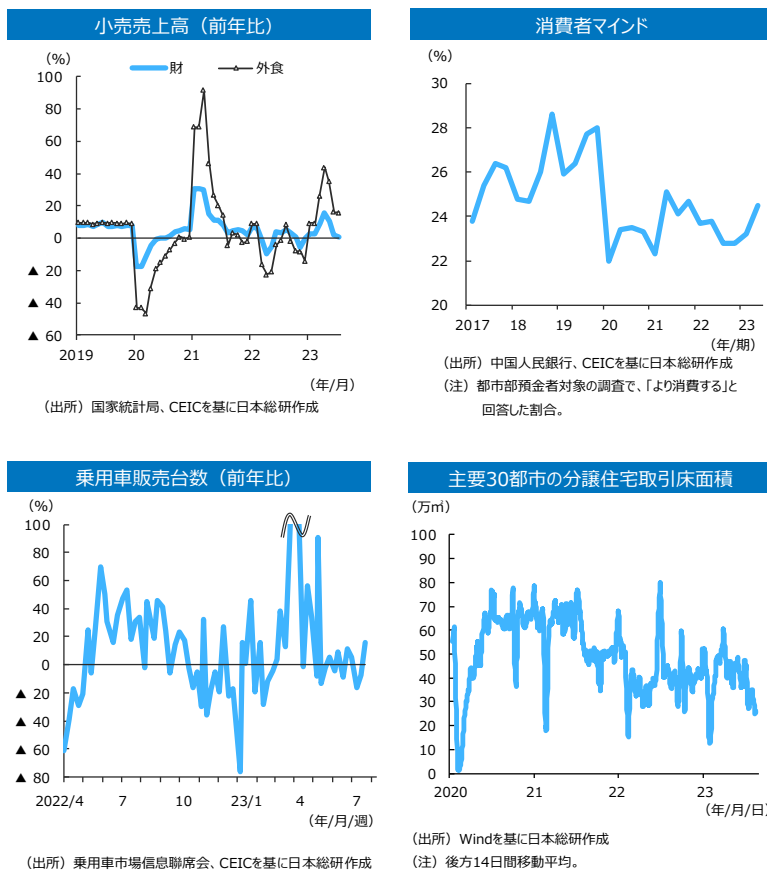 小売売上高（前年比）
(%)
財
外食
100
80
60
40
20
0
▲ 20
▲ 40
▲ 60
2019 20 21 22 23
(年/月)
（出所）国家統計局、CEICを基に日本総研作成
消費者マインド
(%)
30
28
26
24
22
20
2017 18 19 20 21 22 23
(年/期)
（出所）中国人民銀行、CEICを基に日本総研作成
（注）都市部預金者対象の調査で、「より消費する」と
回答した割合。
乗用車販売台数（前年比）
(%)
100
80
60
40
20
0
▲ 20
▲ 40
▲ 60
▲ 80
2022/4 7 10 23/1 4 7
(年/月/週)
（出所）乗用車市場信息聯席会、CEICを基に日本総研作成
主要30都市の分譲住宅取引床面積
(万㎡)
100
90
80
70
60
50
40
30
20
10
0
2020 21 22 23
(年/月/日)
（出所）Windを基に日本総研作成
（注）後方14日間移動平均。